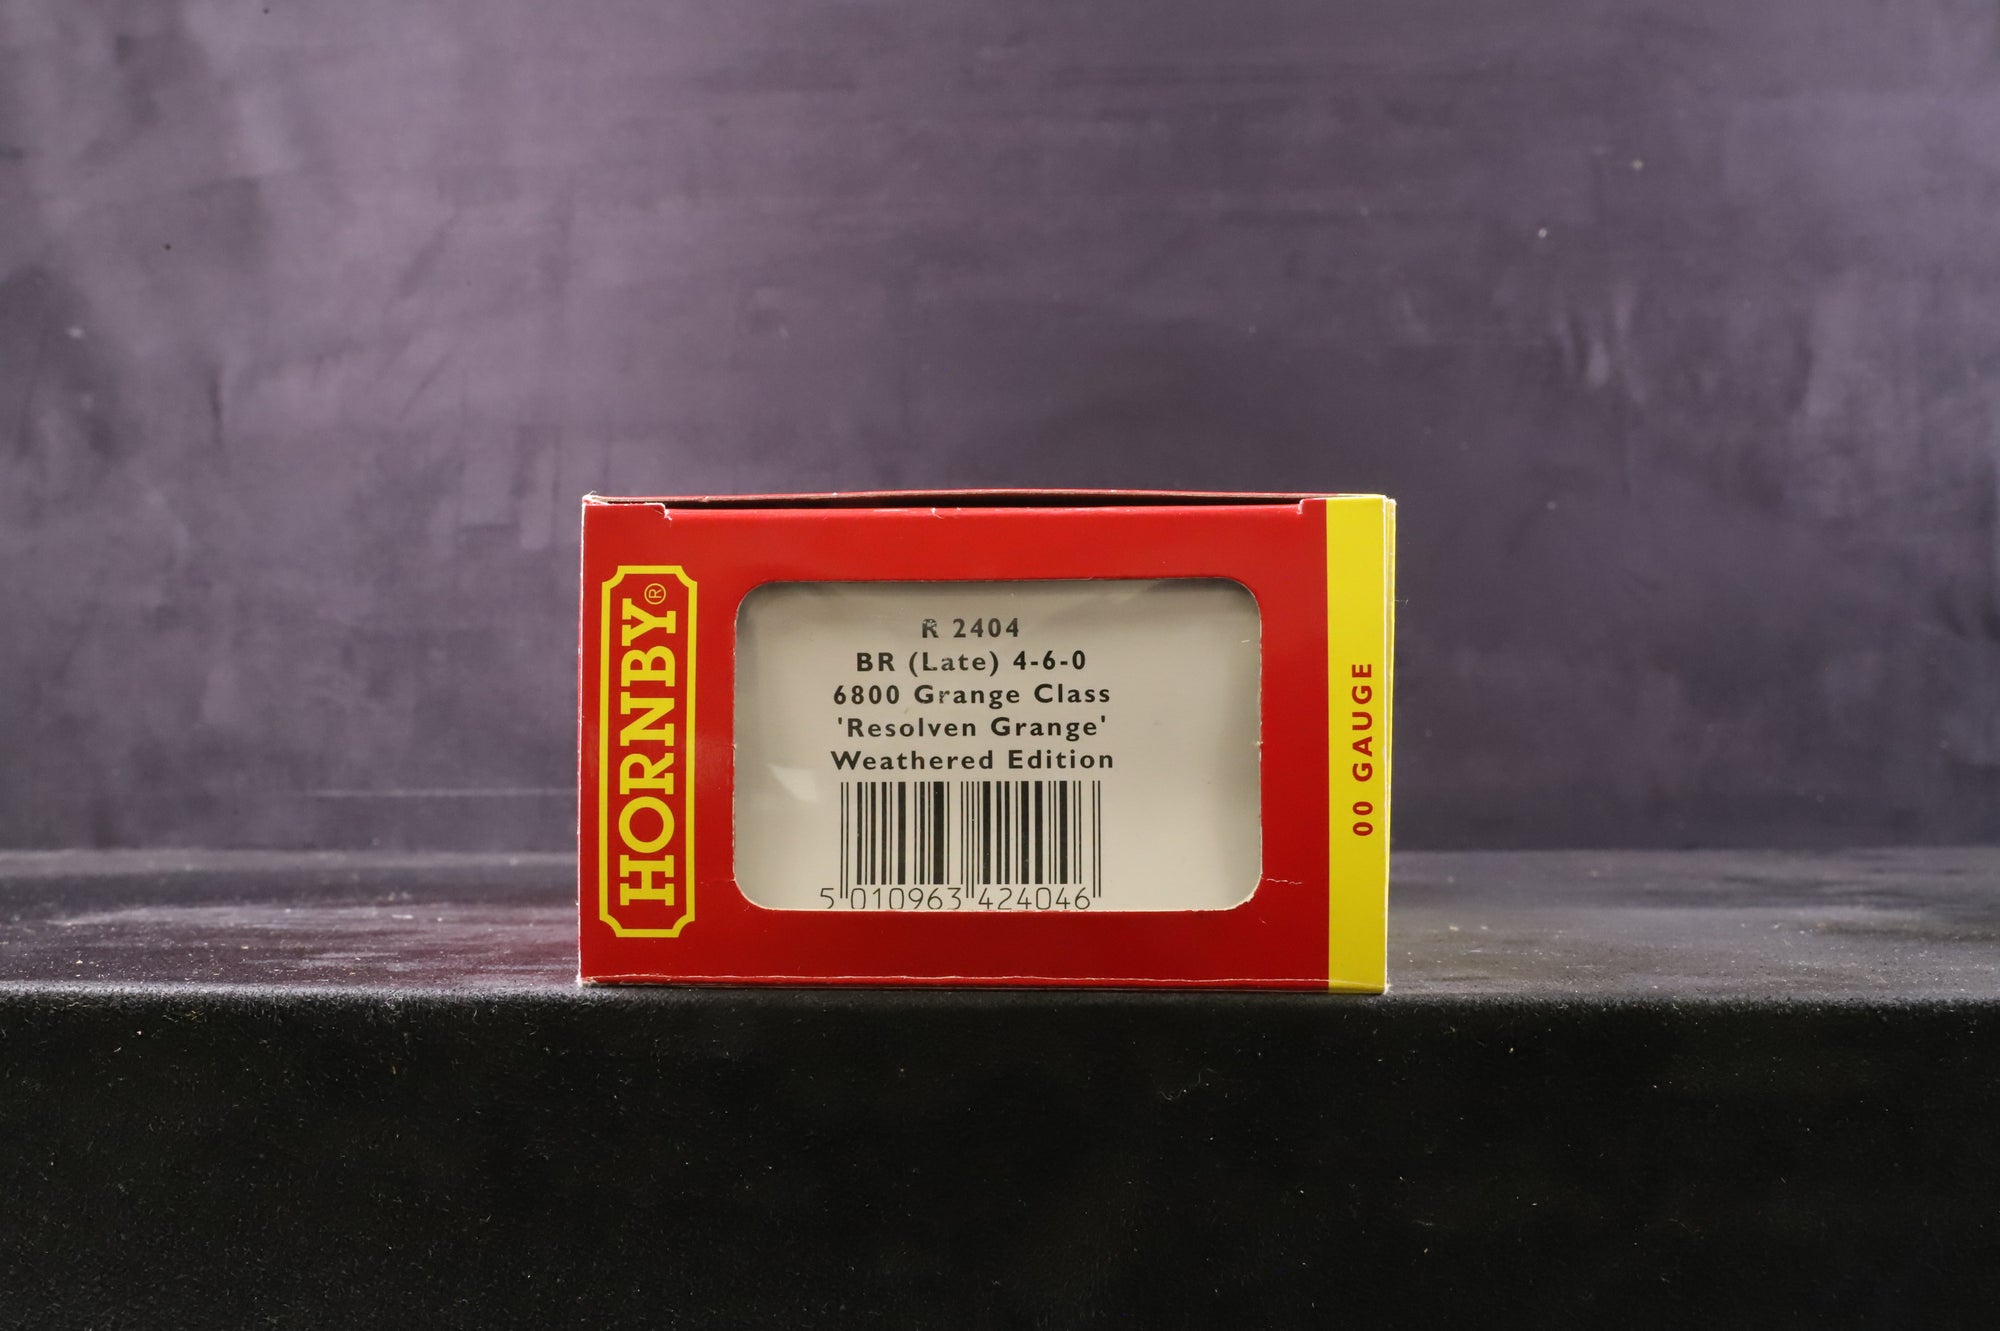 HORNBY®
R 2404
BR (Late) 4-6-0
6800 Grange Class
'Resolven Grange'
Weathered Edition
5 010963 424046
00 GAUGE